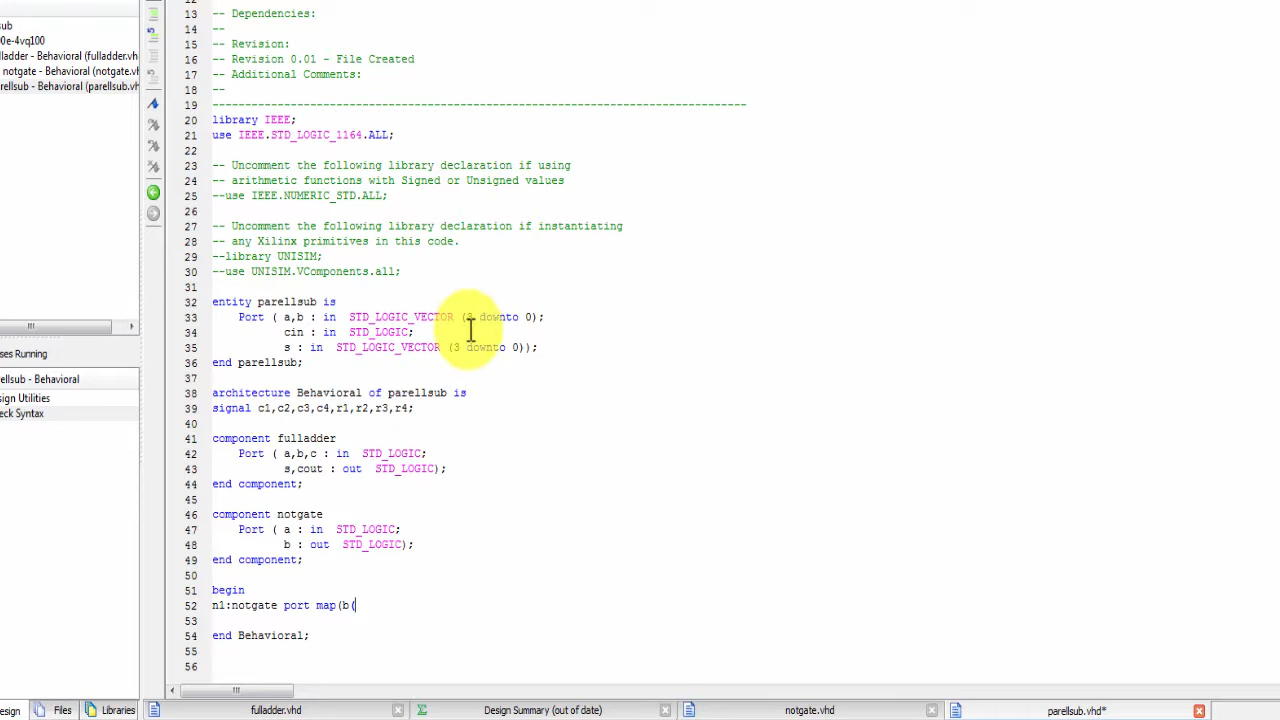 sub
00e-4vq100
lladder - Behavioral (fulladder.vhd
notgate - Behavioral (notgate.vh
arellsub - Behavioral (parellsub.vh
ses Running
ellsub - Behavioral
sign Utilities
eck Syntax
esign
Files
Libraries
12
13 -- Dependencies:
14 --
15 -- Revision:
16 -- Revision 0.01 - File Created
17 -- Additional Comments:
18 --
19 ----------------------------------------------------------------------------------
20 library IEEE;
21 use IEEE.STD_LOGIC_1164.ALL;
22
23 -- Uncomment the following library declaration if using
24 -- arithmetic functions with Signed or Unsigned values
25 --use IEEE.NUMERIC_STD.ALL;
26
27 -- Uncomment the following library declaration if instantiating
28 -- any Xilinx primitives in this code.
29 --library UNISIM;
30 --use UNISIM.VComponents.all;
31
32 entity parellsub is
33 Port ( a,b : in STD_LOGIC_VECTOR (3 downto 0);
34 cin : in STD_LOGIC;
35 s : in STD_LOGIC_VECTOR (3 downto 0));
36 end parellsub;
37
38 architecture Behavioral of parellsub is
39 signal c1,c2,c3,c4,r1,r2,r3,r4;
40
41 component fulladder
42 Port ( a,b,c : in STD_LOGIC;
43 s,cout : out STD_LOGIC);
44 end component;
45
46 component notgate
47 Port ( a : in STD_LOGIC;
48 b : out STD_LOGIC);
49 end component;
50
51 begin
52 n1:notgate port map(b(
53
54 end Behavioral;
55
56
fulladder.vhd
Design Summary (out of date)
notgate.vhd
parellsub.vhd*